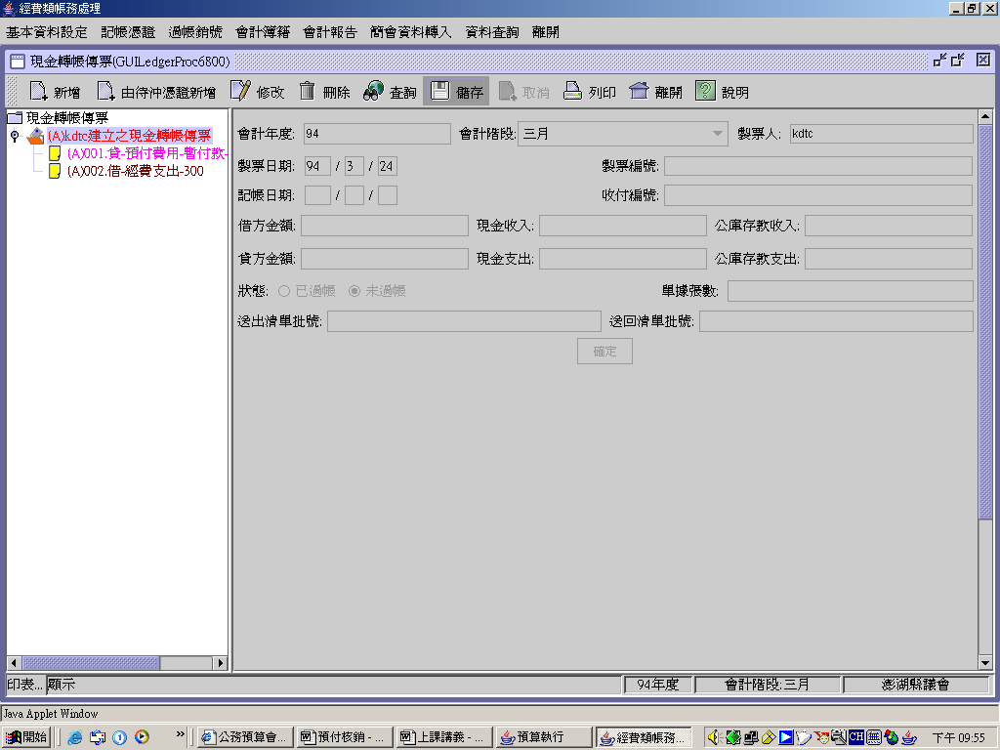 經費類帳務處理
基本資料設定 記帳憑證 過帳銷號 會計簿籍 會計報告 簡會資料轉入 資料查詢 離開
現金轉帳傳票(GUILedgerProc6800)
新增 由待沖憑證新增 修改 刪除 查詢 儲存 取消 列印 離開 說明
現金轉帳傳票
(A)kdtc建立之現金轉帳傳票
(A)001.貸-預付費用-暫付款-
(A)002.借-經費支出-300
會計年度: 94 會計階段: 三月 製票人: kdtc
製票日期: 94 / 3 / 24 製票編號:
記帳日期: / / 收付編號:
借方金額: 現金收入: 公庫存款收入:
貸方金額: 現金支出: 公庫存款支出:
狀態: 已過帳 未過帳 單據張數:
送出清單批號: 送回清單批號:
確定
印表... 顯示 94年度 會計階段:三月 澎湖縣議會
Java Applet Window
開始 » 公務預算會... 預付核銷 - ... 上課講義 - ... 預算執行 經費類帳務... CH 下午 09:55